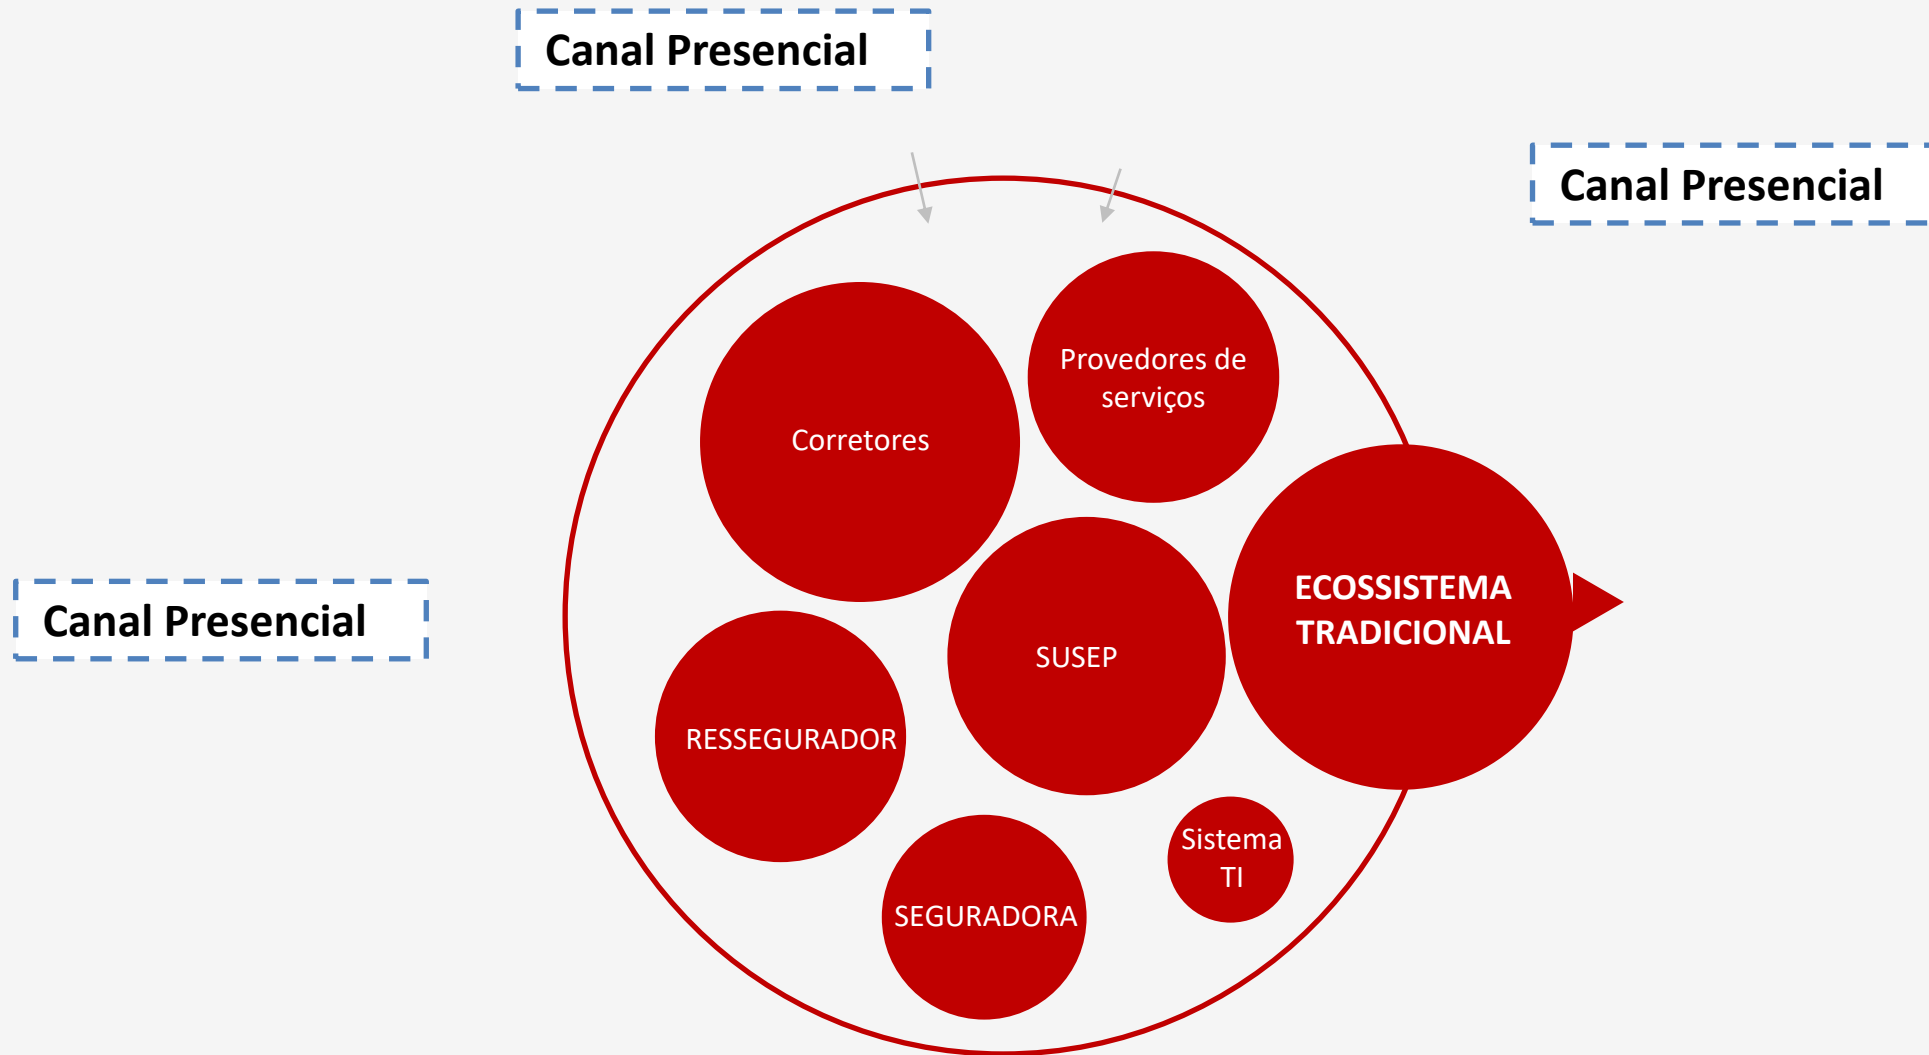 Canal Presencial
Canal Presencial
Provedores de
serviços
Corretores
ECOSSISTEMA
TRADICIONAL
Canal Presencial
SUSEP
RESSEGURADOR
Sistema
TI
SEGURADORA